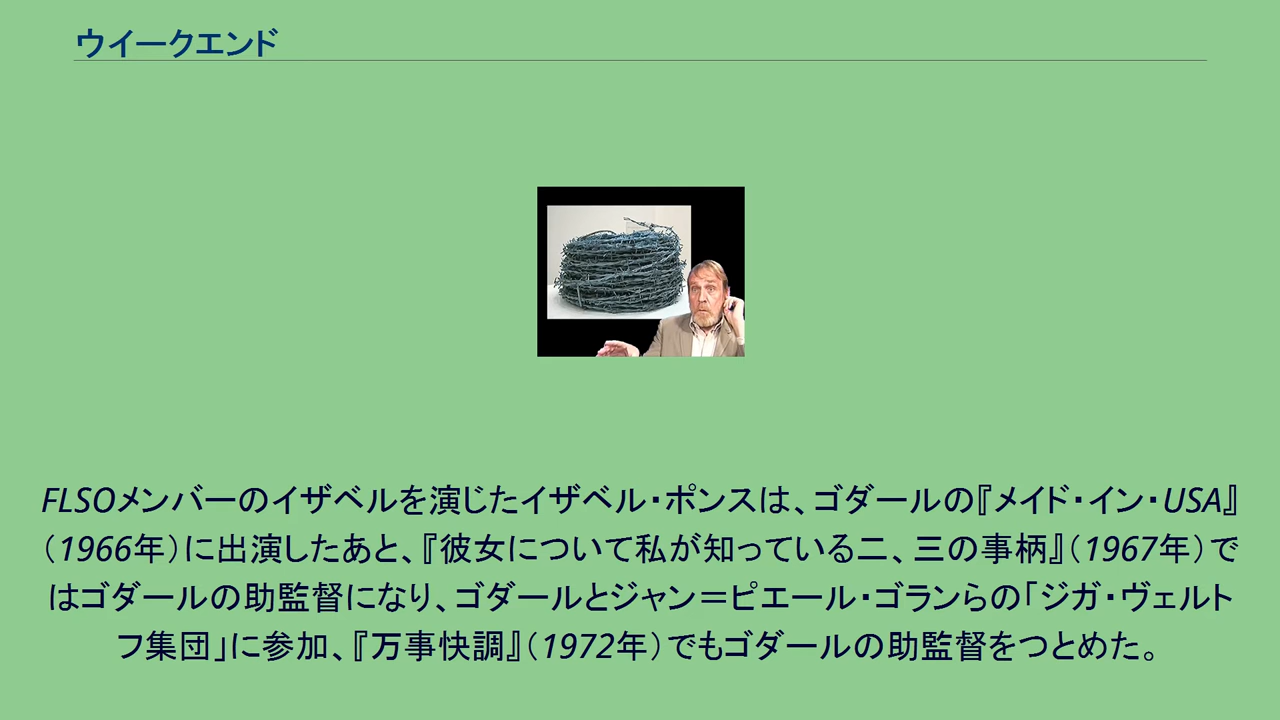 ウイークエンド
FLSOメンバーのイザベルを演じたイザベル・ポンスは、ゴダールの『メイド・イン・USA』
（1966年）に出演したあと、『彼女について私が知っている二、三の事柄』（1967年）で
はゴダールの助監督になり、ゴダールとジャン＝ピエール・ゴランらの「ジガ・ヴェルト
フ集団」に参加、『万事快調』（1972年）でもゴダールの助監督をつとめた。